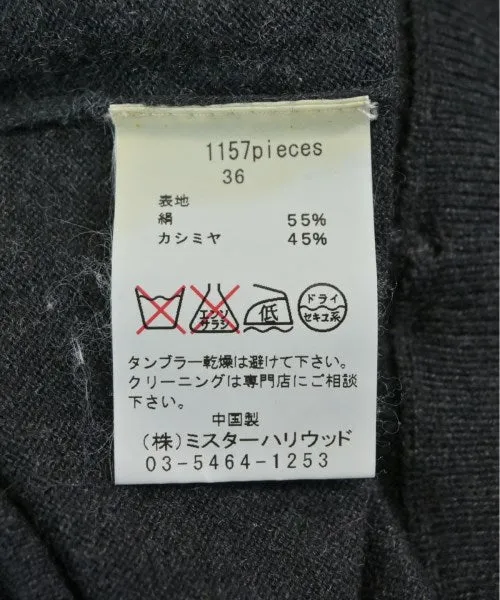 1157pieces
36
表地
絹 55%
カシミヤ 45%
エンソ
サラシ
低
ドライ
セキユ系
タンブラー乾燥は避けて下さい。
クリーニングは専門店にご相談
下さい。
中国製
(株)ミスターハリウッド
03-5464-1253